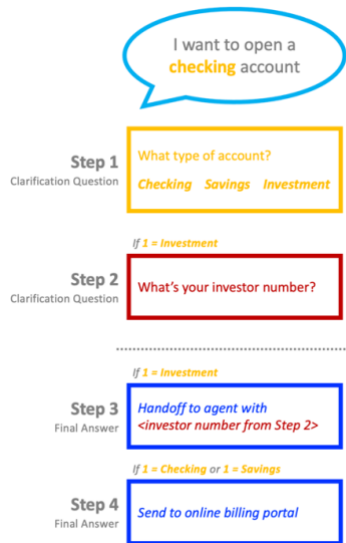 I want to open a
checking account
Step 1
Clarification Question
What type of account?
Checking Savings Investment
If 1 = Investment
Step 2
Clarification Question
What's your investor number?
If 1 = Investment
Step 3
Final Answer
Handoff to agent with
<investor number from Step 2>
If 1 = Checking or 1 = Savings
Step 4
Final Answer
Send to online billing portal